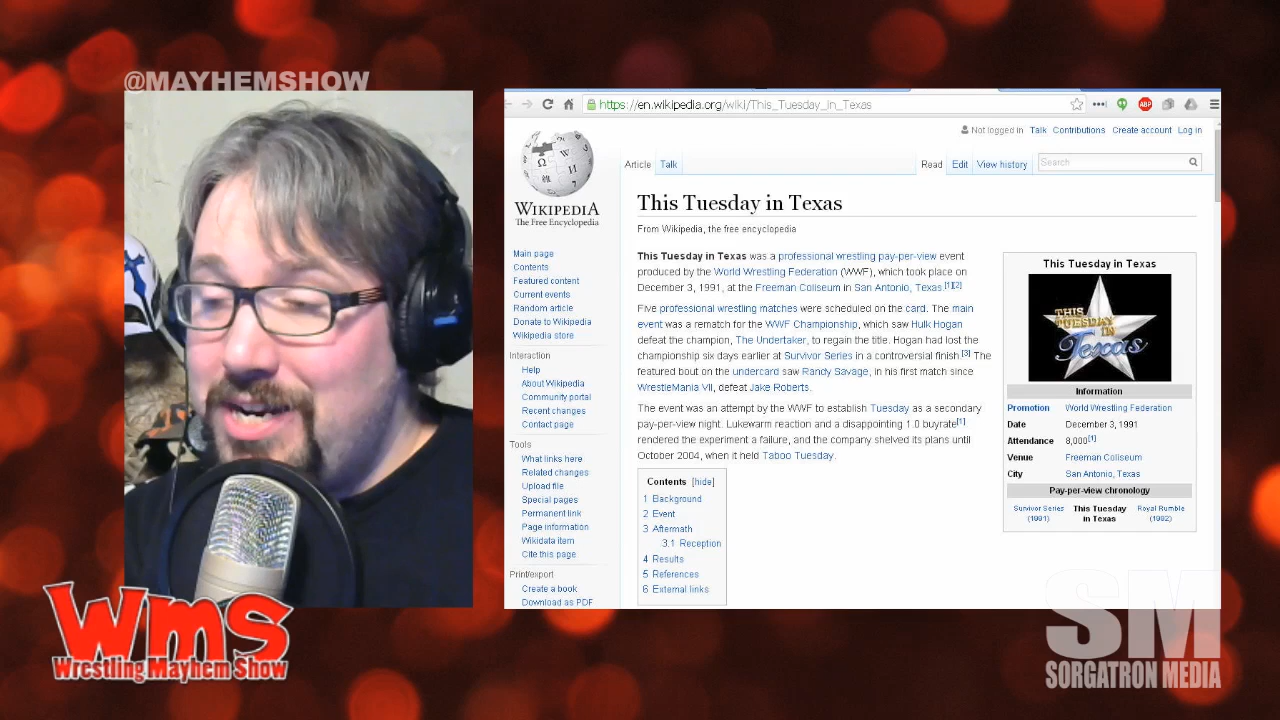 @MAYHEMSHOW
https://en.wikipedia.org/wiki/This_Tuesday_in_Texas
ABP
Not logged in Talk Contributions Create account Log in
Article Talk Read Edit View history Search
WIKIPEDIA
The Free Encyclopedia
Main page
Contents
Featured content
Current events
Random article
Donate to Wikipedia
Wikipedia store
Interaction
Help
About Wikipedia
Community portal
Recent changes
Contact page
Tools
What links here
Related changes
Upload file
Special pages
Permanent link
Page information
Wikidata item
Cite this page
Print/export
Create a book
Download as PDF
This Tuesday in Texas
From Wikipedia, the free encyclopedia
This Tuesday in Texas was a professional wrestling pay-per-view event
produced by the World Wrestling Federation (WWF), which took place on
December 3, 1991, at the Freeman Coliseum in San Antonio, Texas.[1][2]
Five professional wrestling matches were scheduled on the card. The main
event was a rematch for the WWF Championship, which saw Hulk Hogan
defeat the champion, The Undertaker, to regain the title. Hogan had lost the
championship six days earlier at Survivor Series in a controversial finish.[3] The
featured bout on the undercard saw Randy Savage, in his first match since
WrestleMania VII, defeat Jake Roberts.
The event was an attempt by the WWF to establish Tuesday as a secondary
pay-per-view night. Lukewarm reaction and a disappointing 1.0 buyrate[1]
rendered the experiment a failure, and the company shelved its plans until
October 2004, when it held Taboo Tuesday.
Contents [hide]
1 Background
2 Event
3 Aftermath
3.1 Reception
4 Results
5 References
6 External links
This Tuesday in Texas
THIS
TUESDAY
IN
Texas
Information
Promotion World Wrestling Federation
Date December 3, 1991
Attendance 8,000[1]
Venue Freeman Coliseum
City San Antonio, Texas
Pay-per-view chronology
Survivor Series (1991) This Tuesday in Texas Royal Rumble (1992)
WMS
Wrestling Mayhem Show
SM
SORGATRON MEDIA